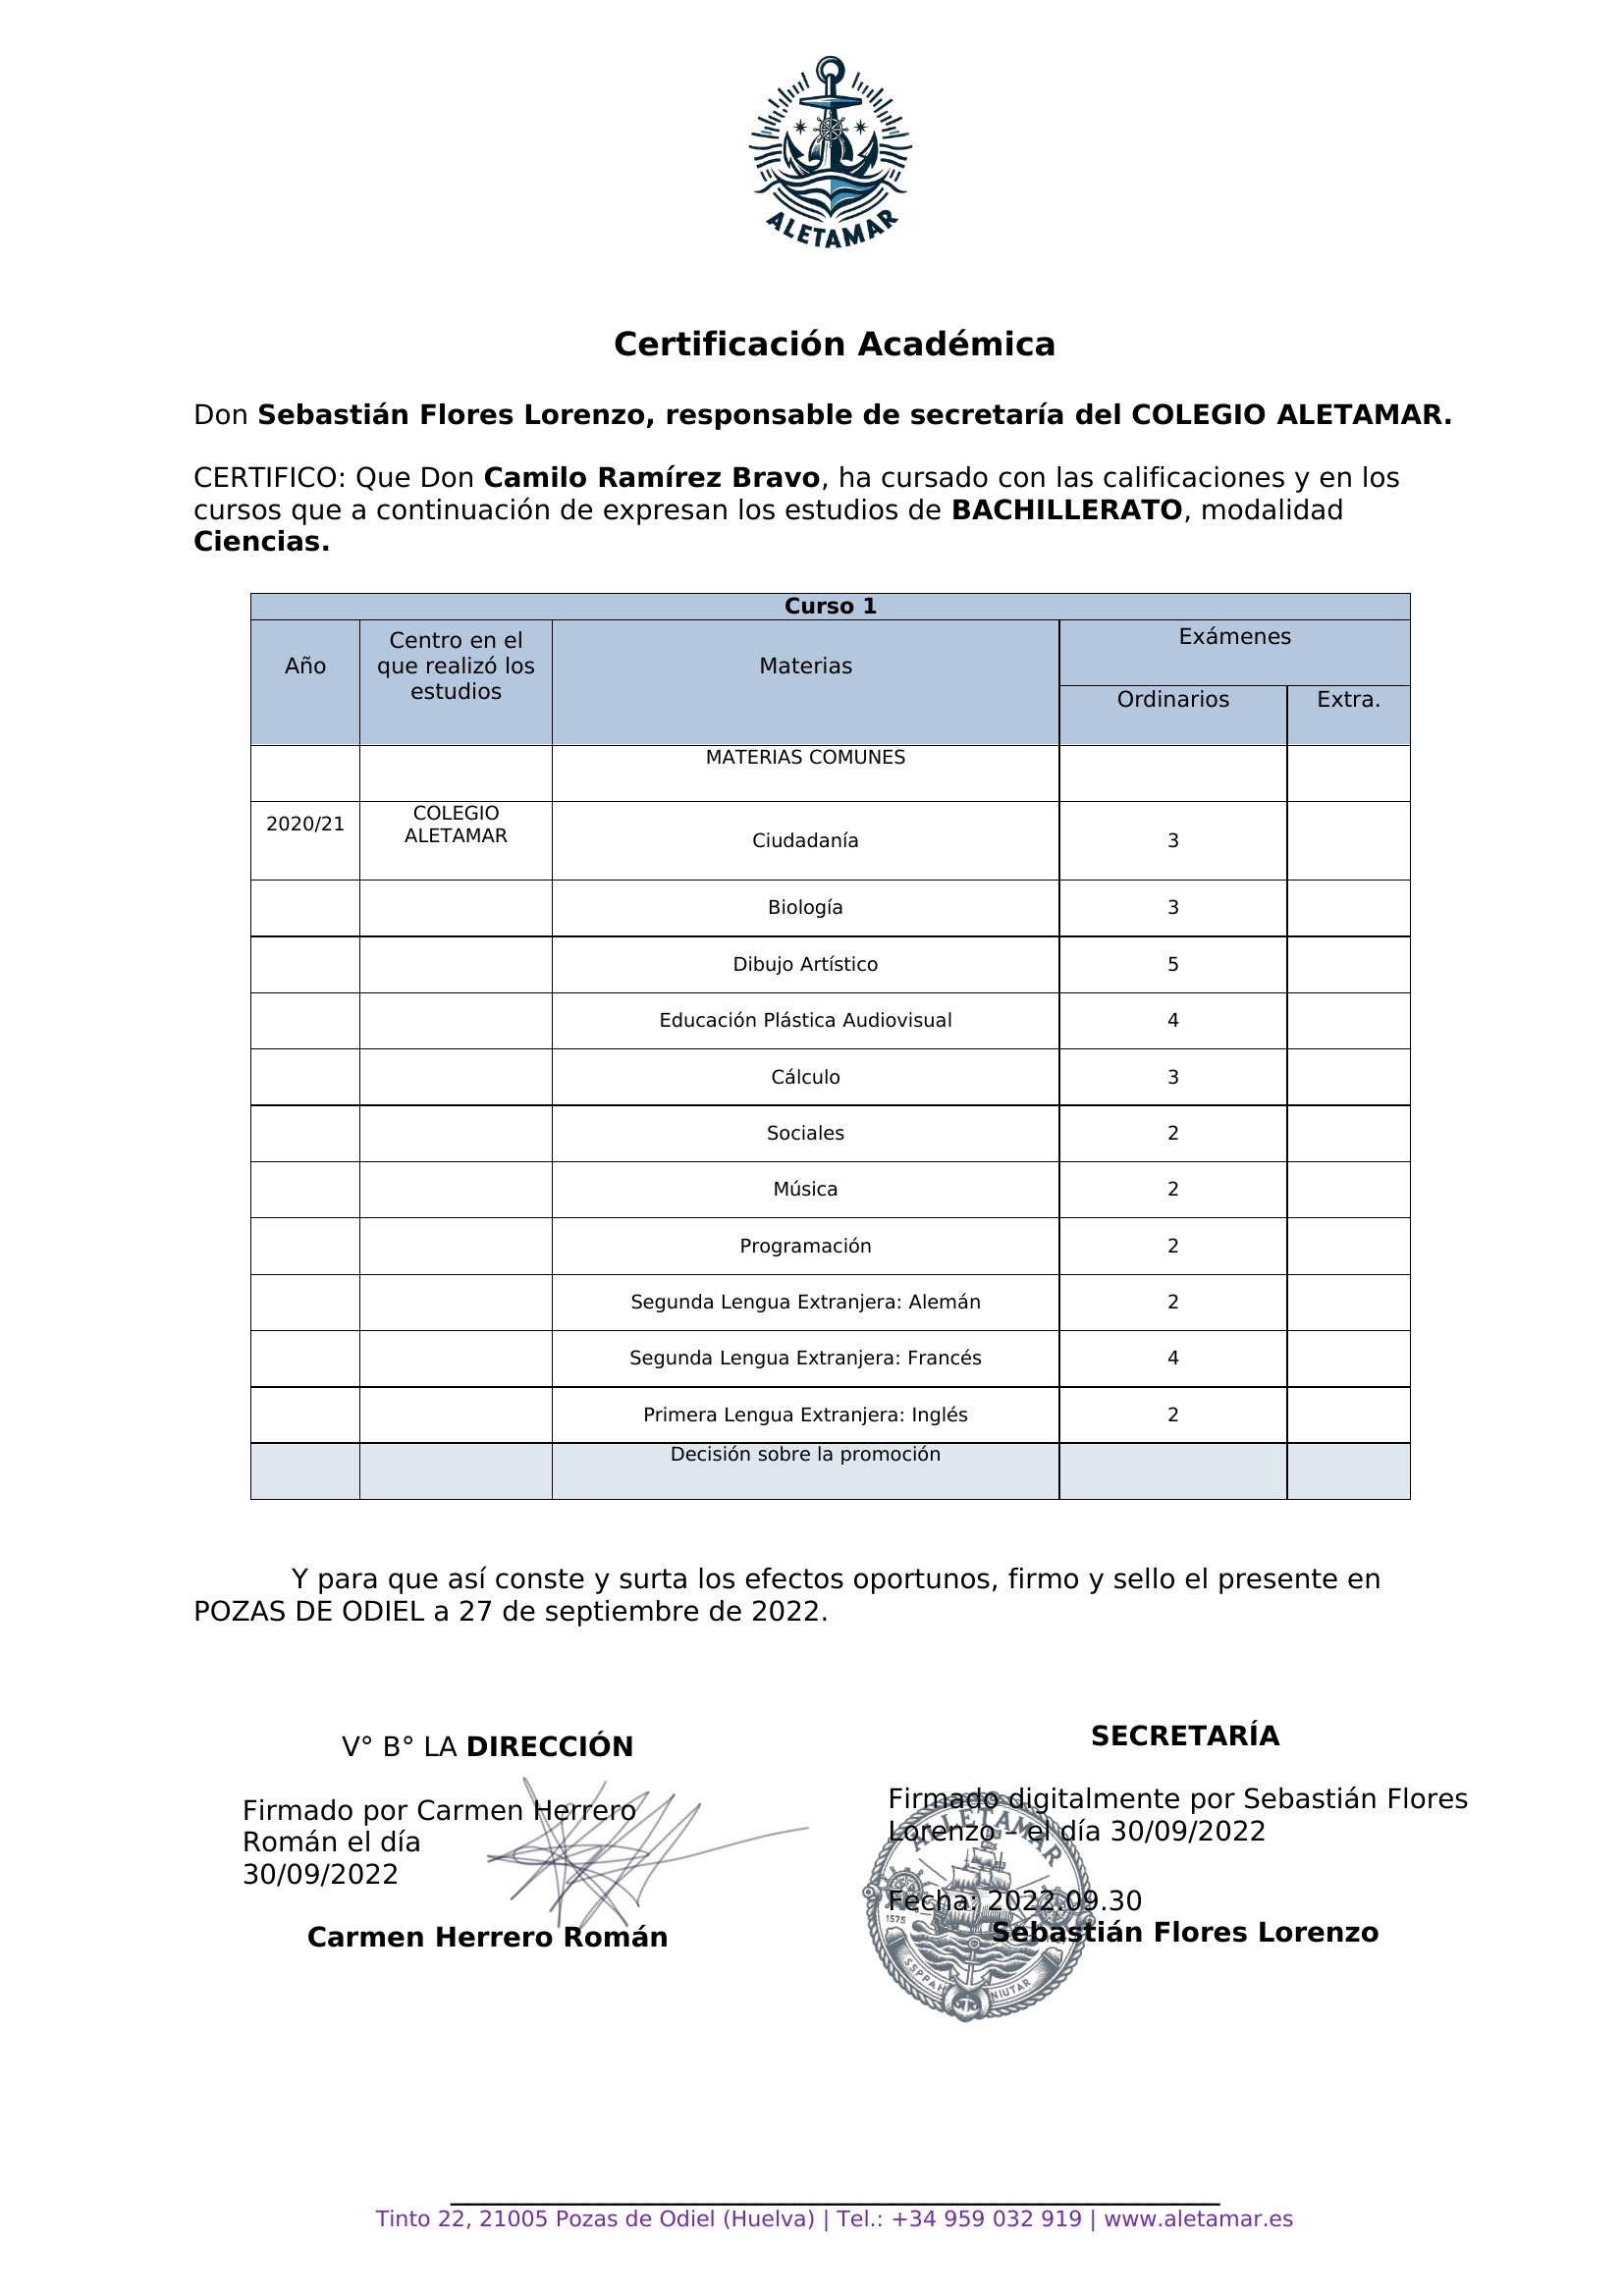 ALETAMAR
Certificación Académica
Don Sebastián Flores Lorenzo, responsable de secretaría del COLEGIO ALETAMAR.
CERTIFICO: Que Don Camilo Ramírez Bravo, ha cursado con las calificaciones y en los
cursos que a continuación de expresan los estudios de BACHILLERATO, modalidad
Ciencias.
Curso 1
Año
Centro en el
que realizó los
estudios
Materias
Exámenes
Ordinarios
Extra.
MATERIAS COMUNES
2020/21
COLEGIO
ALETAMAR
Ciudadanía 3
Biología 3
Dibujo Artístico 5
Educación Plástica Audiovisual 4
Cálculo 3
Sociales 2
Música 2
Programación 2
Segunda Lengua Extranjera: Alemán 2
Segunda Lengua Extranjera: Francés 4
Primera Lengua Extranjera: Inglés 2
Decisión sobre la promoción
Y para que así conste y surta los efectos oportunos, firmo y sello el presente en
POZAS DE ODIEL a 27 de septiembre de 2022.
V° B° LA DIRECCIÓN
Firmado por Carmen Herrero
Román el día
30/09/2022
Carmen Herrero Román
SECRETARÍA
Firmado digitalmente por Sebastián Flores
Lorenzo – el día 30/09/2022
Fecha: 2022.09.30
Sebastián Flores Lorenzo
ALLETAMAR
1575
SSPPAH
NIUTAR
Tinto 22, 21005 Pozas de Odiel (Huelva) | Tel.: +34 959 032 919 | www.aletamar.es